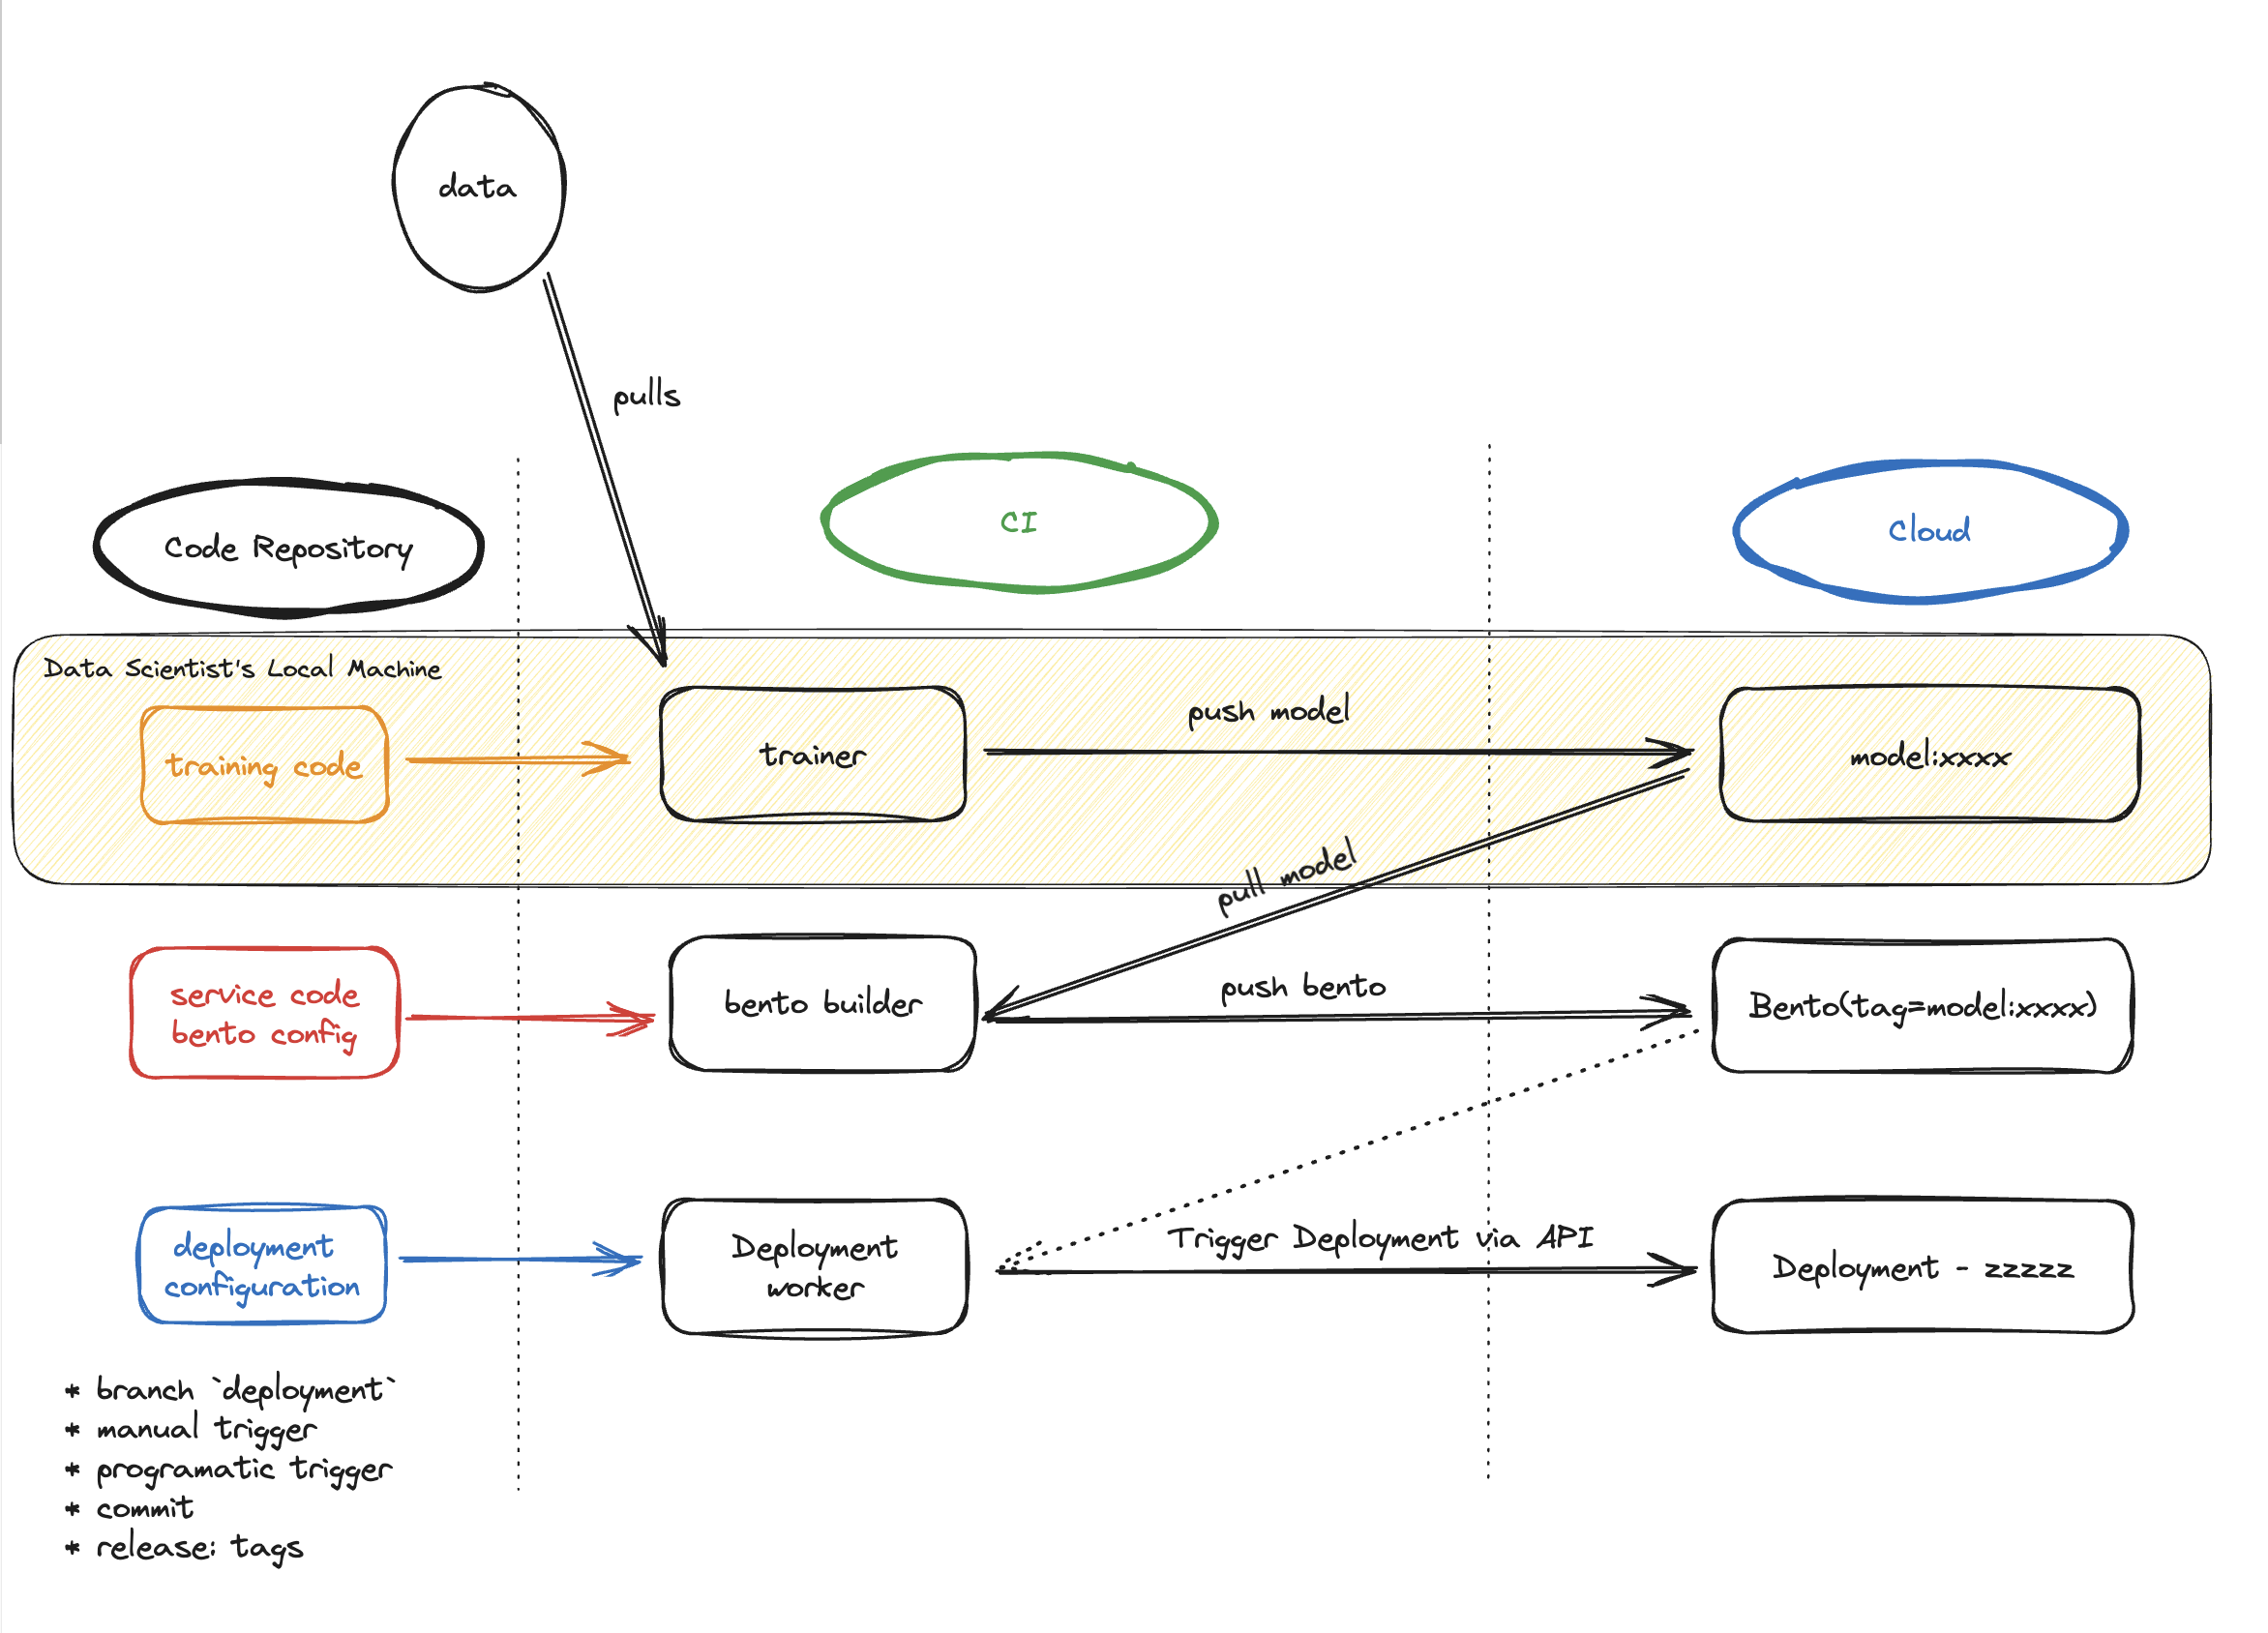 data
pulls
Code Repository
CI
Cloud
Data Scientist's Local Machine
training code
trainer
push model
model:xxxx
pull model
service code
bento config
bento builder
push bento
Bento(tag=model:xxxx)
deployment
configuration
Deployment
worker
Trigger Deployment via API
Deployment - zzzzz
* branch `deployment`
* manual trigger
* programatic trigger
* commit
* release: tags